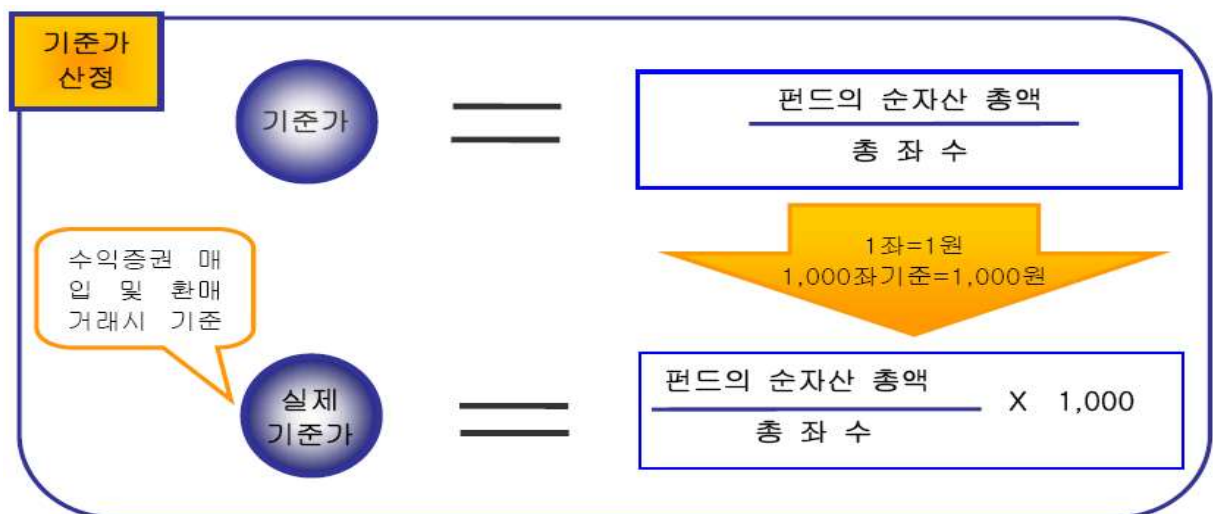 기준가
산정
기준가
펀드의 순자산 총액
총 좌 수
1좌=1원
1,000좌기준=1,000원
수익증권 매
입 및 환매
거래시 기준
실제
기준가
펀드의 순자산 총액
총 좌 수
X 1,000